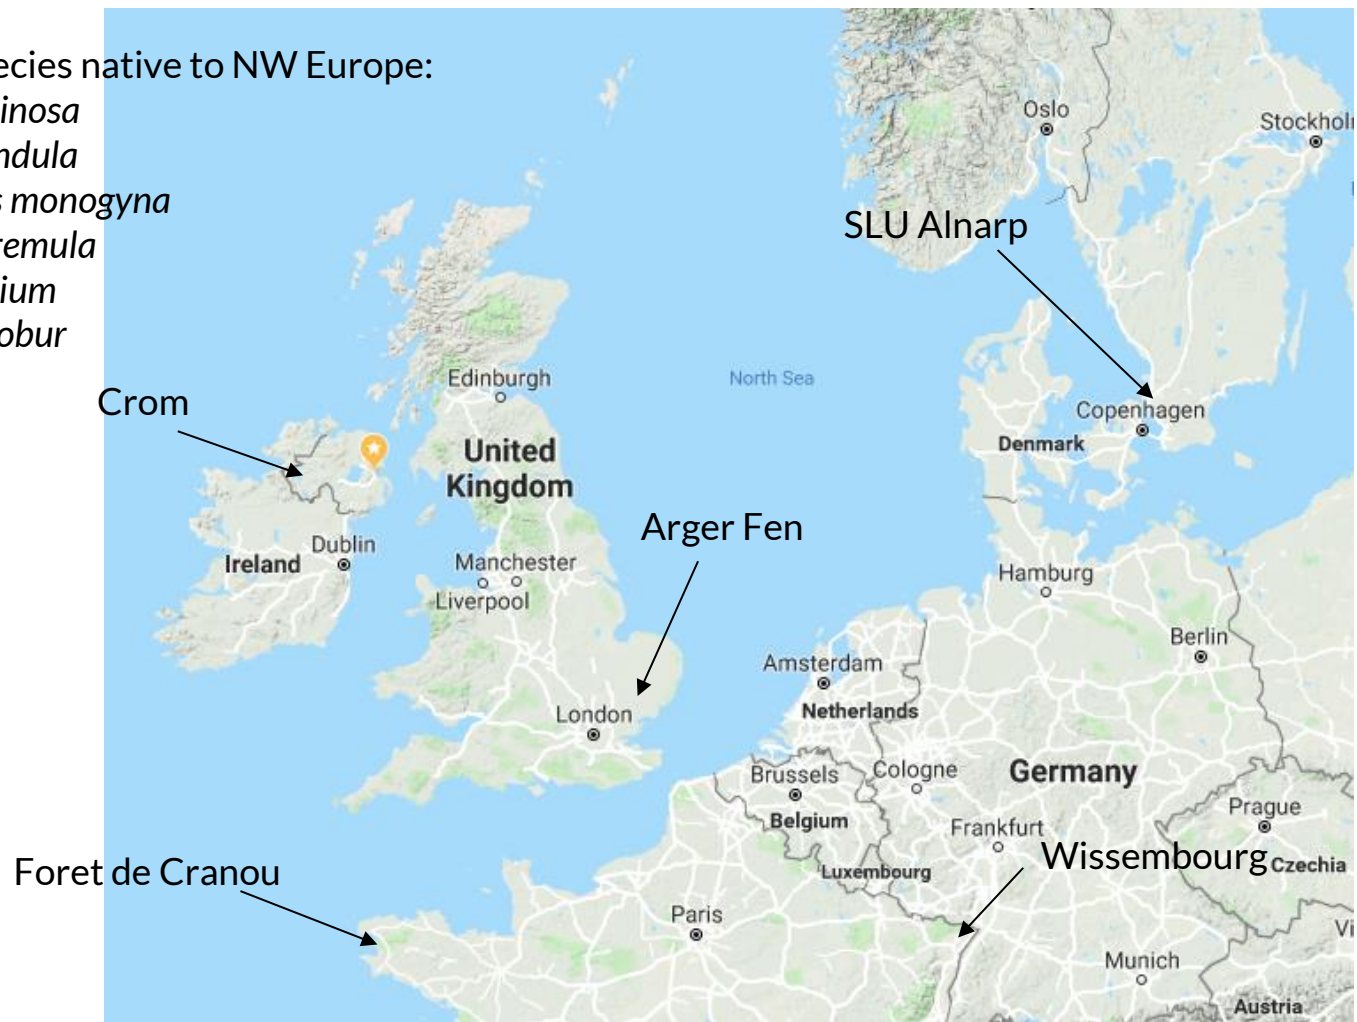 ecies native to NW Europe:
inosa
ndula
s monogyna
remula
ium
obur
Oslo
Stockhol
SLU Alnarp
Edinburgh
North Sea
Crom
Copenhagen
Denmark
United
Kingdom
Arger Fen
Dublin
Ireland
Manchester
Liverpool
Hamburg
Berlin
Amsterdam
Netherlands
London
Brussels
Cologne
Germany
Belgium
Prague
Frankfurt
Wissembourg
Czechia
Luxembourg
Foret de Cranou
Paris
Vi
Munich
Austria